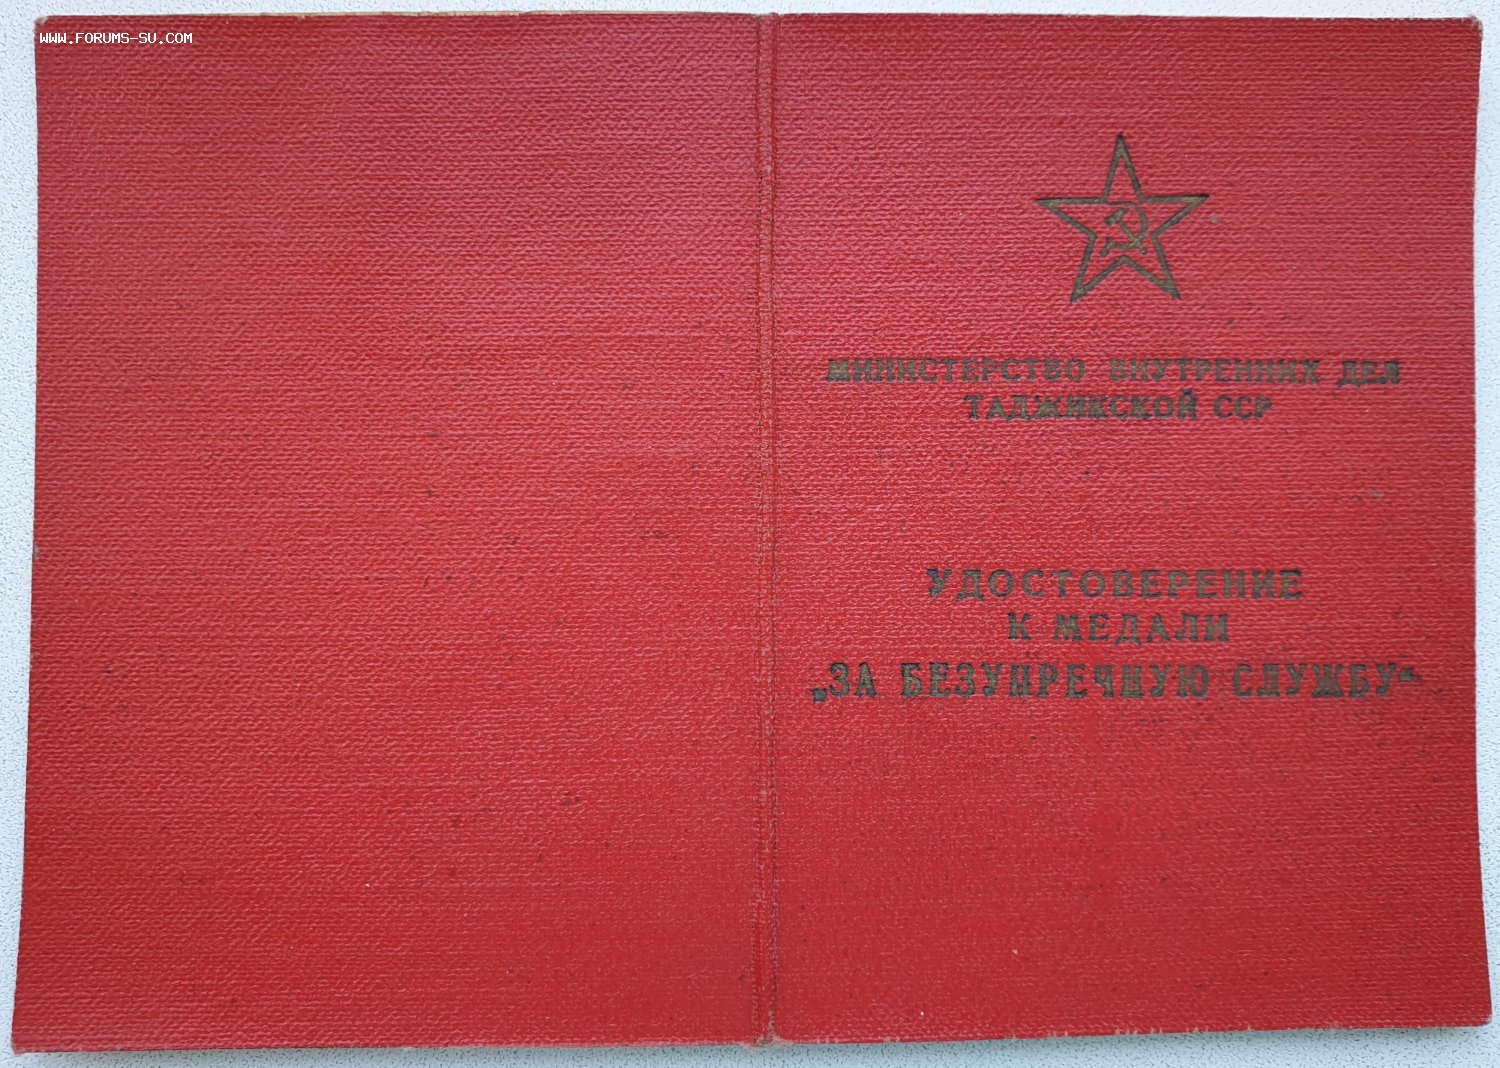 WWW.FORUMS-SU.COM
МИНИСТЕРСТВО ВНУТРЕННИХ ДЕЛ
ТАДЖИКСКОЙ ССР
УДОСТОВЕРЕНИЕ
К МЕДАЛИ
„ЗА БЕЗУПРЕЧНУЮ СЛУЖБУ“